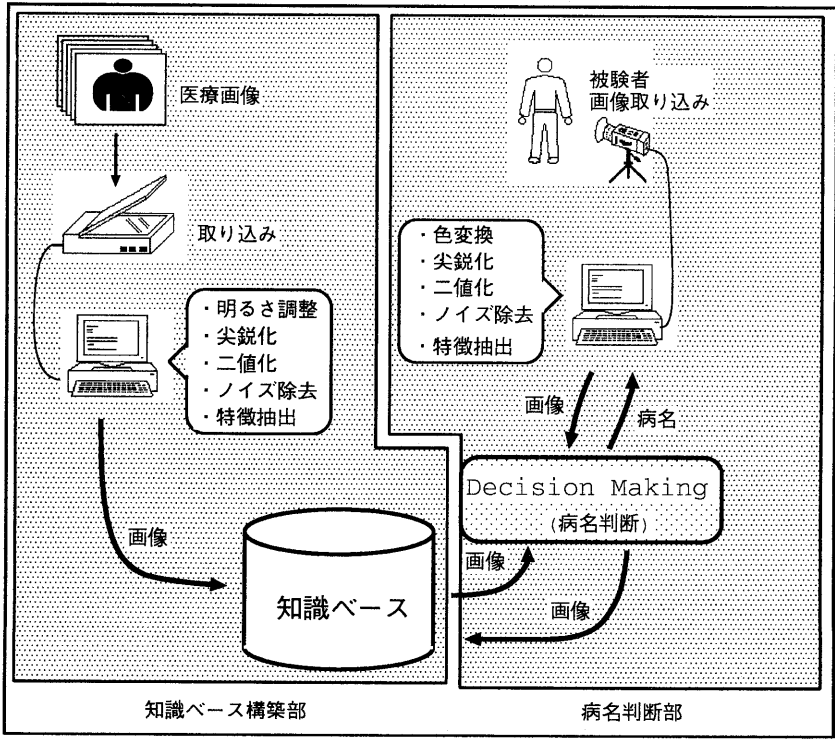 医療画像
取り込み
・明るさ調整
・尖鋭化
・二値化
・ノイズ除去
・特徴抽出
画像
知識ベース
知識ベース構築部
被験者
画像取り込み
・色変換
・尖鋭化
・二値化
・ノイズ除去
・特徴抽出
画像
病名
Decision Making
(病名判断)
画像
画像
病名判断部